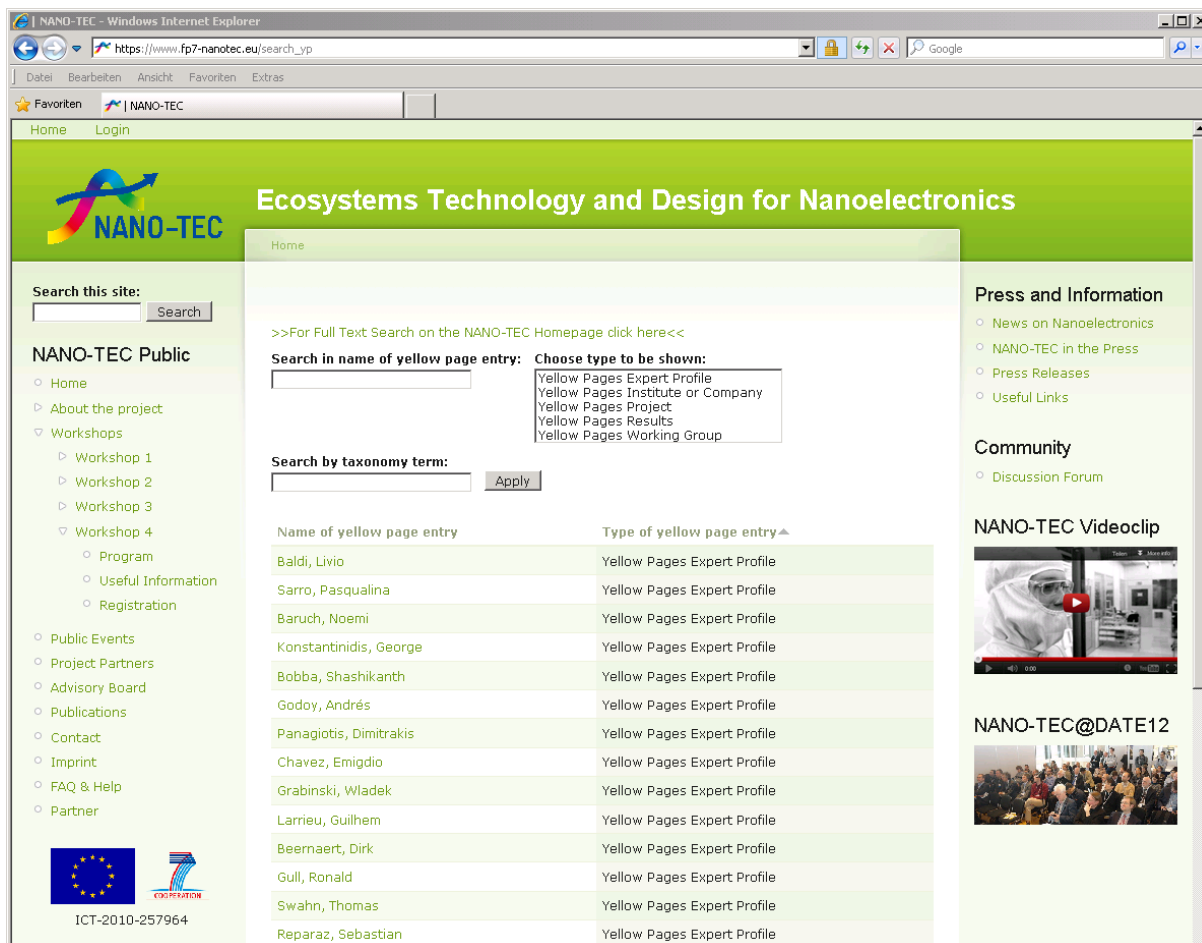 | NANO-TEC - Windows Internet Explorer
https://www.fp7-nanotec.eu/search_yp
Google
Datei Bearbeiten Ansicht Favoriten Extras
Favoriten
| NANO-TEC
Home Login
NANO-TEC
Ecosystems Technology and Design for Nanoelectronics
Home
Search this site:
Search
NANO-TEC Public
Home
About the project
Workshops
Workshop 1
Workshop 2
Workshop 3
Workshop 4
Program
Useful Information
Registration
Public Events
Project Partners
Advisory Board
Publications
Contact
Imprint
FAQ & Help
Partner
7
COOPERATION
ICT-2010-257964
>>For Full Text Search on the NANO-TEC Homepage click here<<
Search in name of yellow page entry: Choose type to be shown:
Yellow Pages Expert Profile
Yellow Pages Institute or Company
Yellow Pages Project
Yellow Pages Results
Yellow Pages Working Group
Search by taxonomy term:
Apply
Name of yellow page entry Type of yellow page entry
Baldi, Livio Yellow Pages Expert Profile
Sarro, Pasqualina Yellow Pages Expert Profile
Baruch, Noemi Yellow Pages Expert Profile
Konstantinidis, George Yellow Pages Expert Profile
Bobba, Shashikanth Yellow Pages Expert Profile
Godoy, Andrés Yellow Pages Expert Profile
Panagiotis, Dimitrakis Yellow Pages Expert Profile
Chavez, Emigdio Yellow Pages Expert Profile
Grabinski, Wladek Yellow Pages Expert Profile
Larrieu, Guilhem Yellow Pages Expert Profile
Beernaert, Dirk Yellow Pages Expert Profile
Gull, Ronald Yellow Pages Expert Profile
Swahn, Thomas Yellow Pages Expert Profile
Reparaz, Sebastian Yellow Pages Expert Profile
Press and Information
News on Nanoelectronics
NANO-TEC in the Press
Press Releases
Useful Links
Community
Discussion Forum
NANO-TEC Videoclip
Teilen More info
0:00 YouTube
NANO-TEC@DATE12